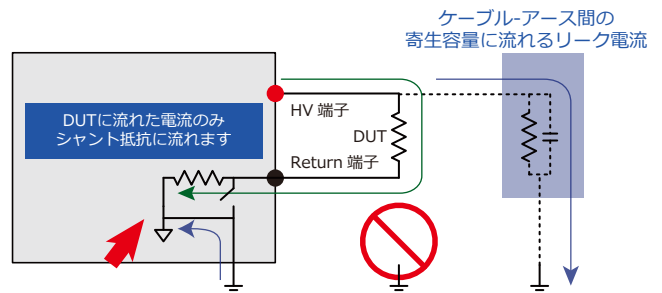 ケーブル-アース間の
寄生容量に流れるリーク電流
DUTに流れた電流のみ
シャント抵抗に流れます
HV 端子
DUT
Return 端子